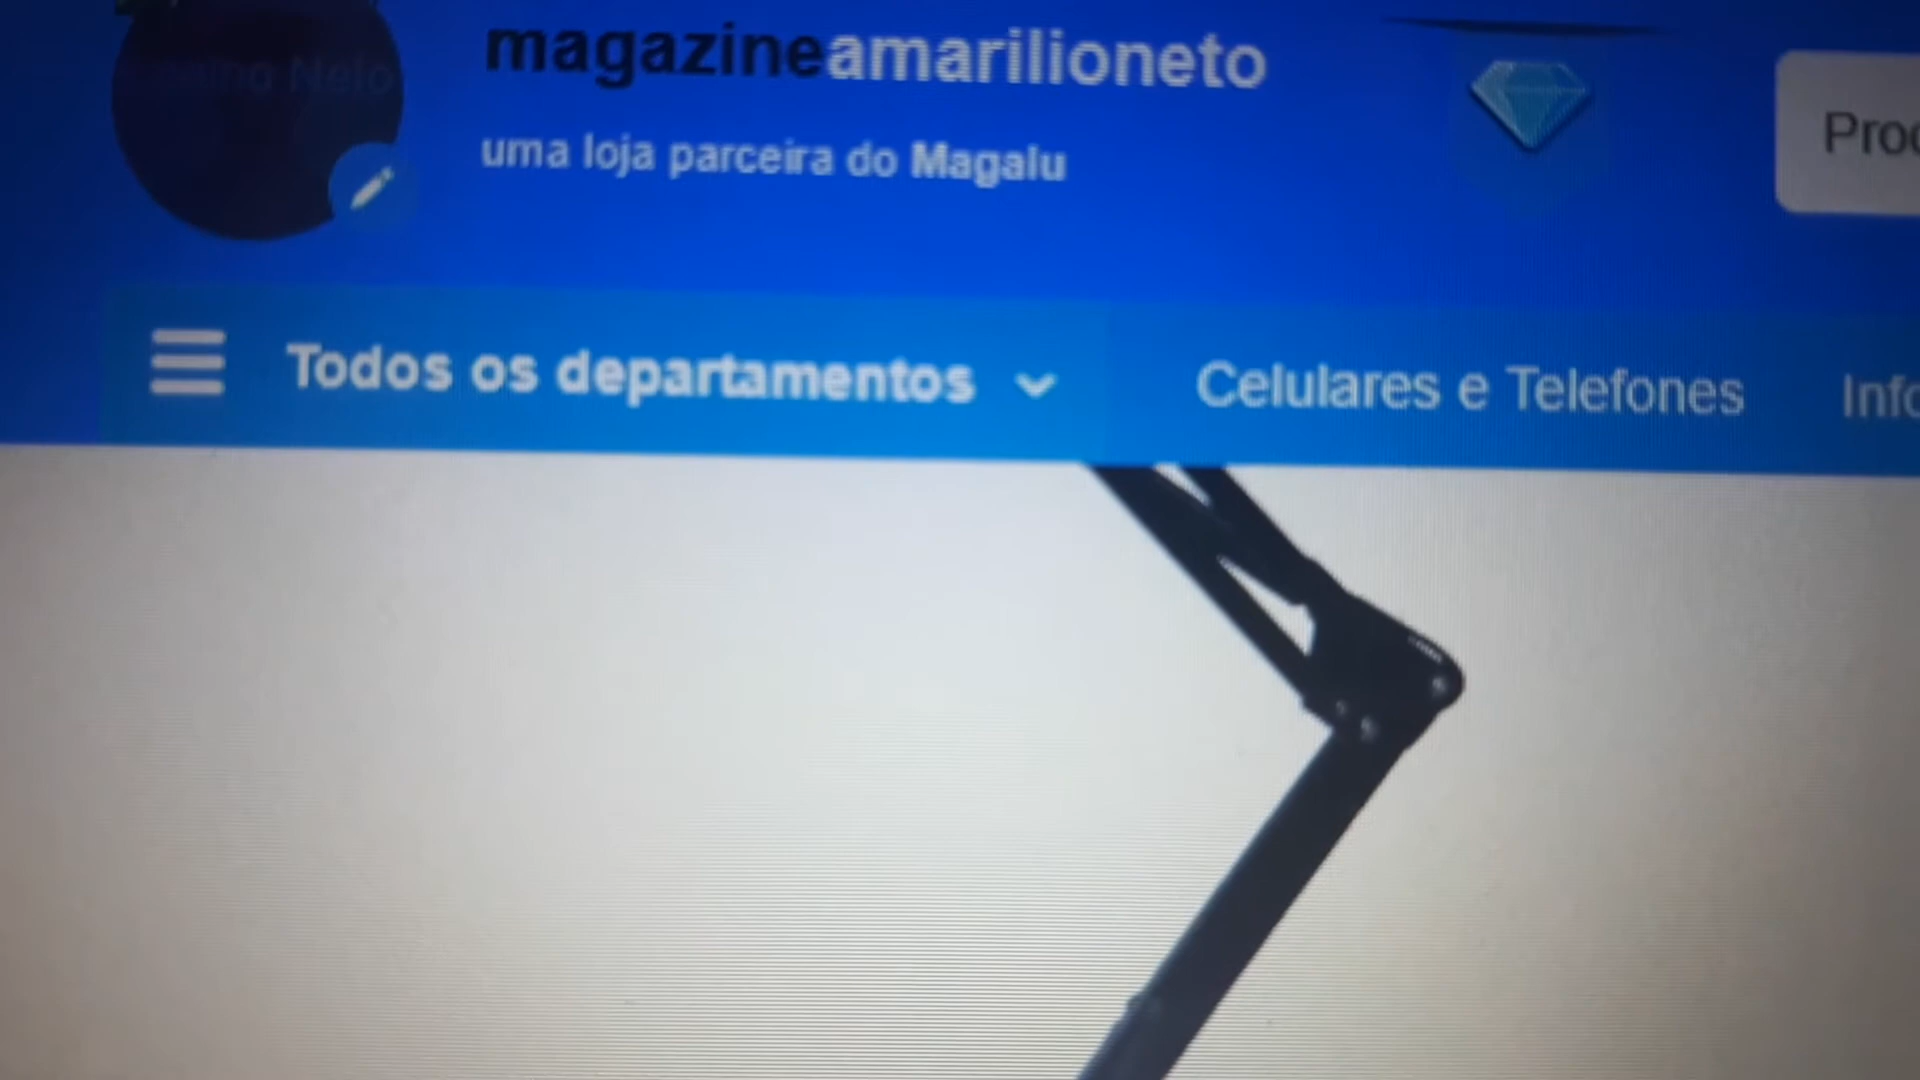 magazineamarilioneto
uma loja parceira do Magalu
Todos os departamentos
Celulares e Telefones